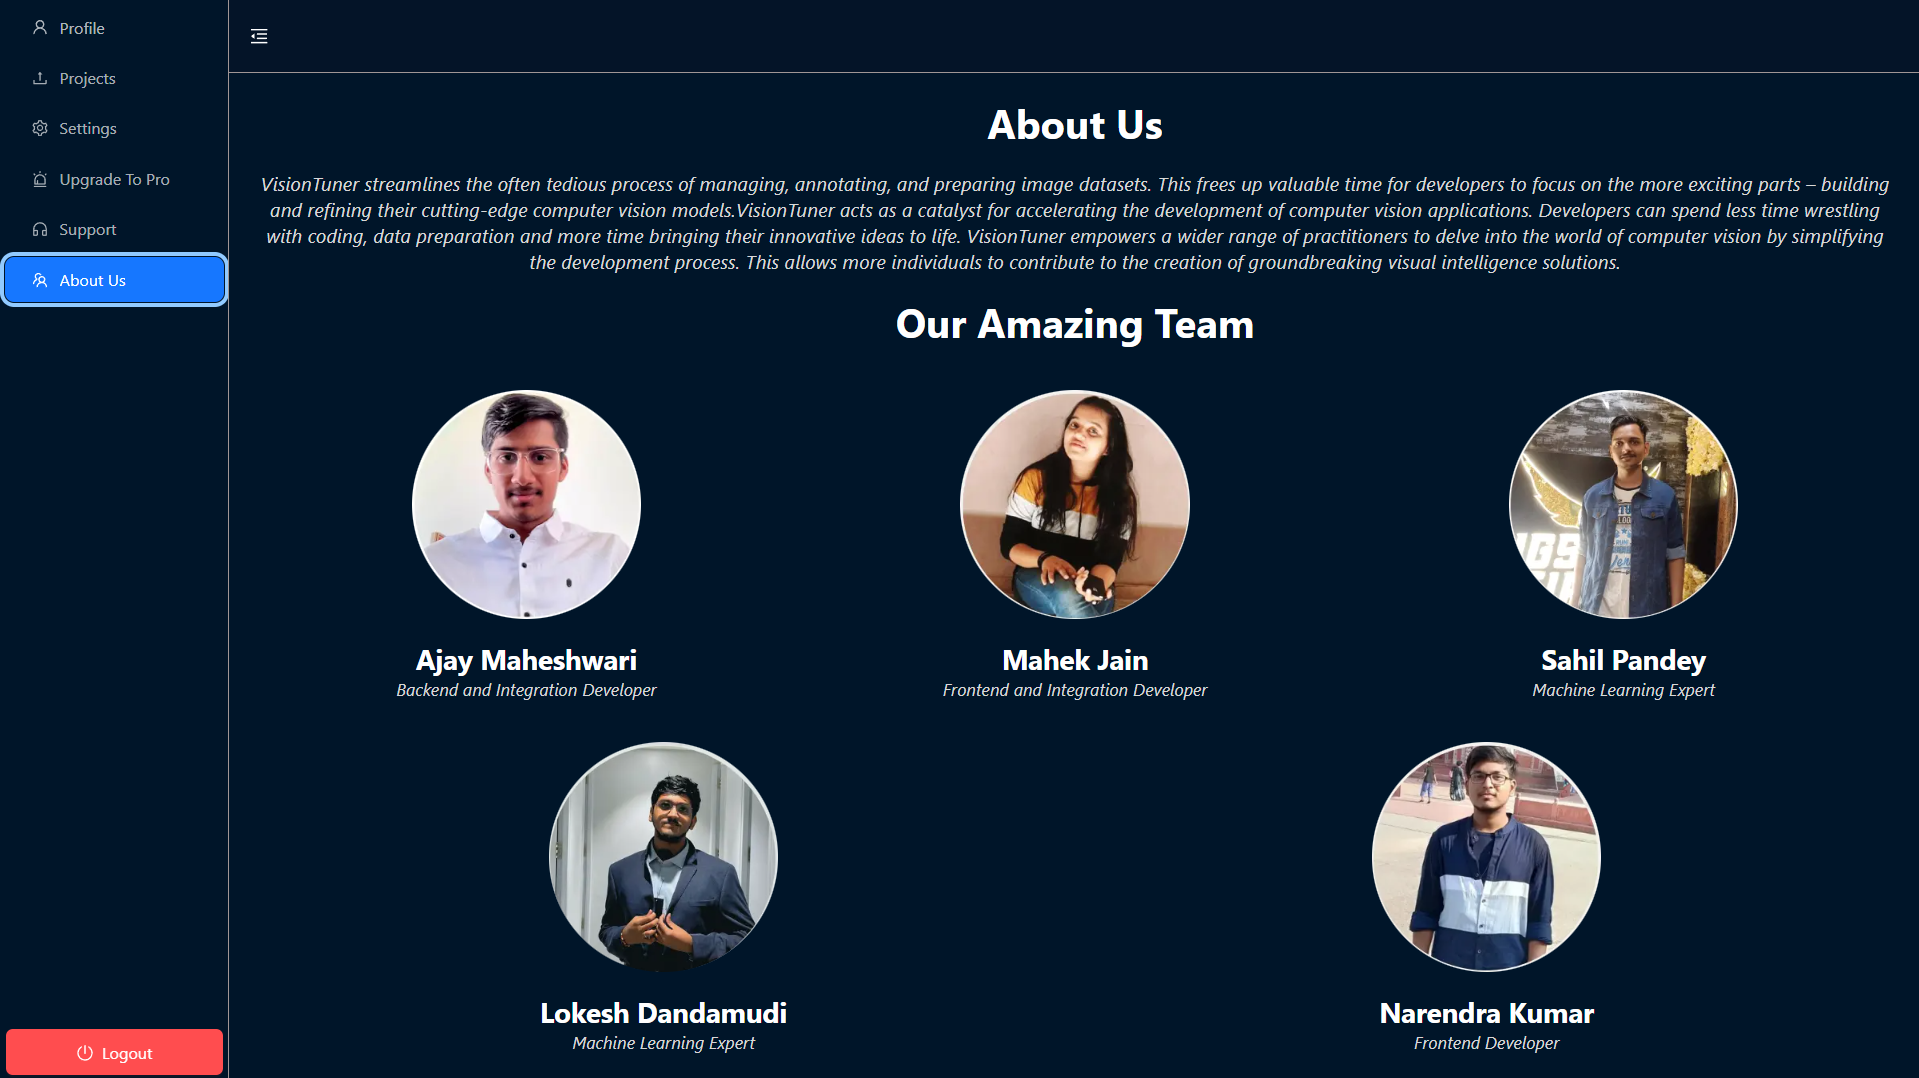 Profile
Projects
Settings
Upgrade To Pro
Support
About Us
Logout
About Us
VisionTuner streamlines the often tedious process of managing, annotating, and preparing image datasets. This frees up valuable time for developers to focus on the more exciting parts – building
and refining their cutting-edge computer vision models.VisionTuner acts as a catalyst for accelerating the development of computer vision applications. Developers can spend less time wrestling
with coding, data preparation and more time bringing their innovative ideas to life. VisionTuner empowers a wider range of practitioners to delve into the world of computer vision by simplifying
the development process. This allows more individuals to contribute to the creation of groundbreaking visual intelligence solutions.
Our Amazing Team
Ajay Maheshwari
Backend and Integration Developer
Mahek Jain
Frontend and Integration Developer
Sahil Pandey
Machine Learning Expert
Lokesh Dandamudi
Machine Learning Expert
Narendra Kumar
Frontend Developer